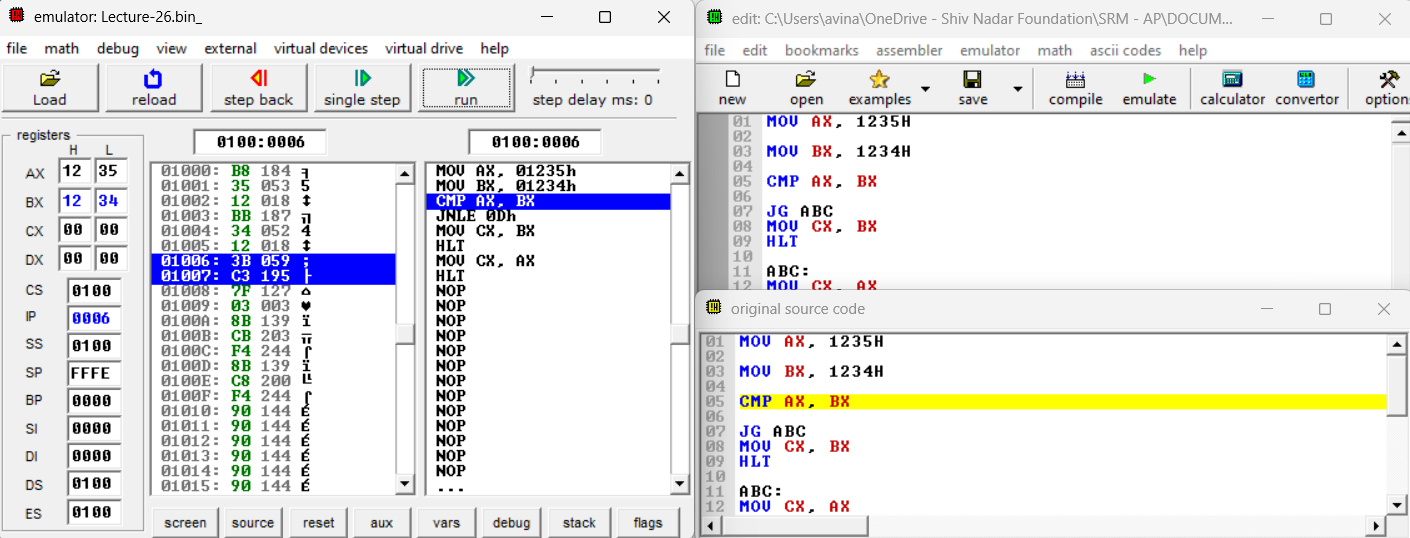 emulator: Lecture-26.bin_
file math debug view external virtual devices virtual drive help
Load reload step back single step run step delay ms: 0
registers
H L
AX 12 35
BX 12 34
CX 00 00
DX 00 00
CS 0100
IP 0006
SS 0100
SP FFFE
BP 0000
SI 0000
DI 0000
DS 0100
ES 0100
0100:0006
01000: B8 184 ╕
01001: 35 053 5
01002: 12 018 ↕
01003: BB 187 ╗
01004: 34 052 4
01005: 12 018 ↕
01006: 3B 059 ;
01007: C3 195 ├
01008: 7F 127 ⌂
01009: 03 003 ♥
0100A: 8B 139 ï
0100B: CB 203 ╦
0100C: F4 244 ⌠
0100D: 8B 139 ï
0100E: C8 200 ╚
0100F: F4 244 ⌠
01010: 90 144 É
01011: 90 144 É
01012: 90 144 É
01013: 90 144 É
01014: 90 144 É
01015: 90 144 É
0100:0006
MOV AX, 01235h
MOV BX, 01234h
CMP AX, BX
JNLE 0Dh
MOV CX, BX
HLT
MOV CX, AX
HLT
NOP
NOP
NOP
NOP
NOP
NOP
NOP
NOP
NOP
NOP
NOP
NOP
NOP
...
screen source reset aux vars debug stack flags
edit: C:\Users\avina\OneDrive - Shiv Nadar Foundation\SRM - AP\DOCUM...
file edit bookmarks assembler emulator math ascii codes help
new open examples save compile emulate calculator convertor option
01 MOV AX, 1235H
02
03 MOV BX, 1234H
04
05 CMP AX, BX
06
07 JG ABC
08 MOV CX, BX
09 HLT
10
11 ABC:
12 MOV CX, AX
original source code
01 MOV AX, 1235H
02
03 MOV BX, 1234H
04
05 CMP AX, BX
06
07 JG ABC
08 MOV CX, BX
09 HLT
10
11 ABC:
12 MOV CX, AX